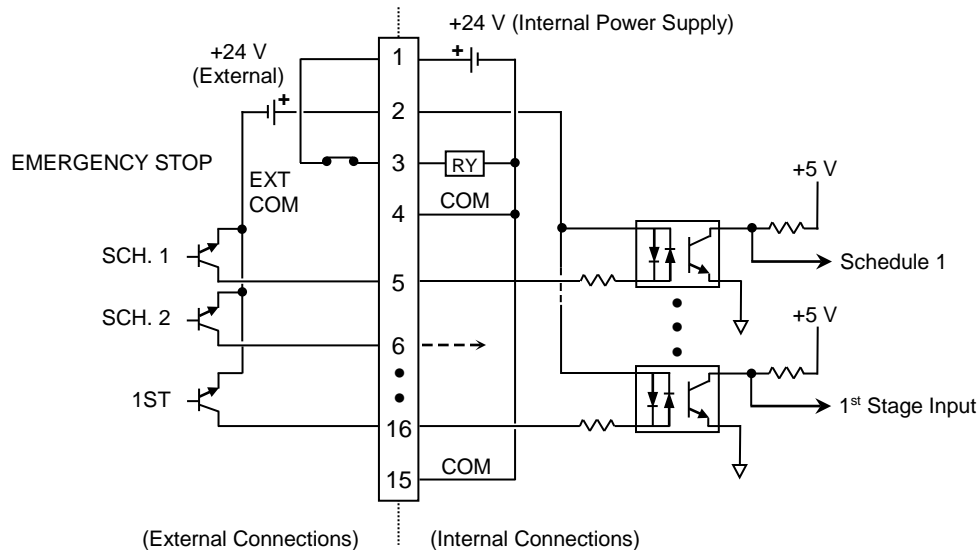 +24 V (Internal Power Supply)
+24 V
(External)
+
+
1
2
EMERGENCY STOP
3
RY
EXT
COM
4
COM
+5 V
SCH. 1
5
Schedule 1
SCH. 2
6
+5 V
1ST
16
1st Stage Input
15
COM
(External Connections)
(Internal Connections)